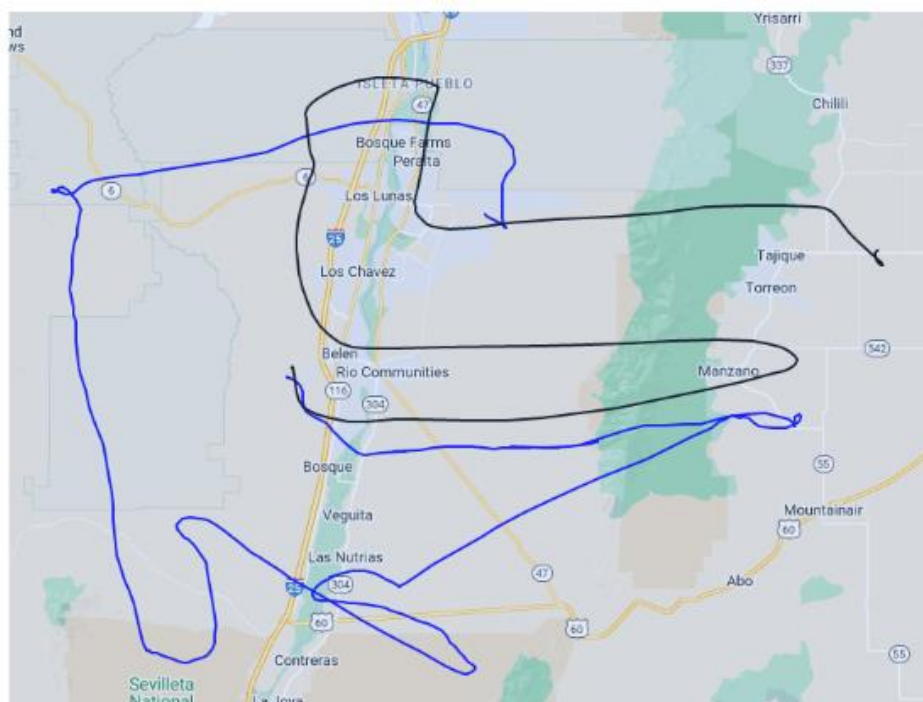 Yrisarri
nd
ws
337
ISLETA PUEBLO
47
Chilili
Bosque Farms
Peralta
6
6
Los Lunas
25
Los Chavez
Tajique
Torreon
Belen
542
Rio Communities
Manzano
116
304
Bosque
55
Veguita
Mountainair
60
Las Nutrias
47
304
25
Abo
60
60
Contreras
55
Sevilleta
National
La Joya